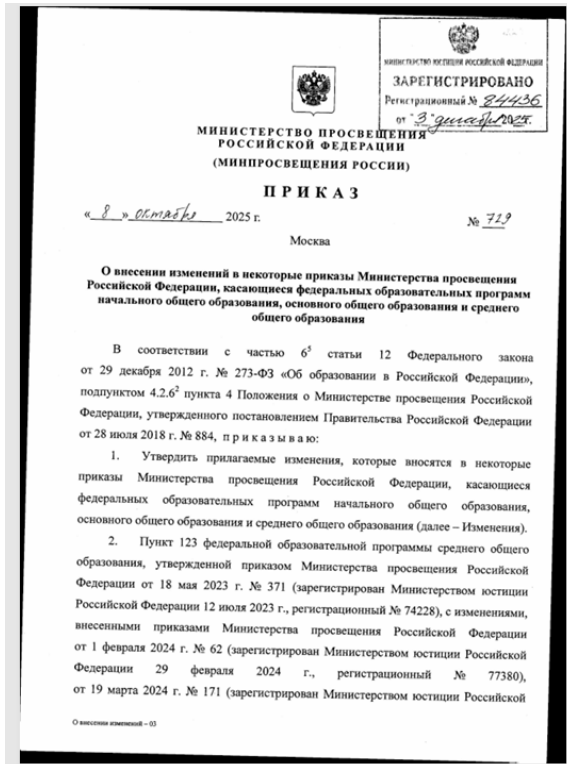 МИНИСТЕРСТВО ЮСТИЦИИ РОССИЙСКОЙ ФЕДЕРАЦИИ
ЗАРЕГИСТРИРОВАНО
Регистрационный № 84436
от "3" декабря 2025.
МИНИСТЕРСТВО ПРОСВЕЩЕНИЯ
РОССИЙСКОЙ ФЕДЕРАЦИИ
(МИНПРОСВЕЩЕНИЯ РОССИИ)
ПРИКАЗ
« 8 » октября 2025 г.
№ 729
Москва
О внесении изменений в некоторые приказы Министерства просвещения
Российской Федерации, касающиеся федеральных образовательных программ
начального общего образования, основного общего образования и среднего
общего образования
В соответствии с частью 6⁵ статьи 12 Федерального закона
от 29 декабря 2012 г. № 273-ФЗ «Об образовании в Российской Федерации»,
подпунктом 4.2.6² пункта 4 Положения о Министерстве просвещения Российской
Федерации, утвержденного постановлением Правительства Российской Федерации
от 28 июля 2018 г. № 884, п р и к а з ы в а ю:
1. Утвердить прилагаемые изменения, которые вносятся в некоторые
приказы Министерства просвещения Российской Федерации, касающиеся
федеральных образовательных программ начального общего образования,
основного общего образования и среднего общего образования (далее – Изменения).
2. Пункт 123 федеральной образовательной программы среднего общего
образования, утвержденной приказом Министерства просвещения Российской
Федерации от 18 мая 2023 г. № 371 (зарегистрирован Министерством юстиции
Российской Федерации 12 июля 2023 г., регистрационный № 74228), с изменениями,
внесенными приказами Министерства просвещения Российской Федерации
от 1 февраля 2024 г. № 62 (зарегистрирован Министерством юстиции Российской
Федерации 29 февраля 2024 г., регистрационный № 77380),
от 19 марта 2024 г. № 171 (зарегистрирован Министерством юстиции Российской
О внесении изменений – 03